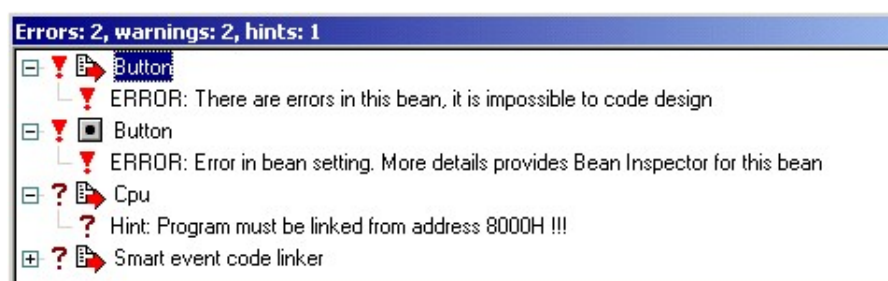 Errors: 2, warnings: 2, hints: 1
Button
ERROR: There are errors in this bean, it is impossible to code design
Button
ERROR: Error in bean setting. More details provides Bean Inspector for this bean
Cpu
Hint: Program must be linked from address 8000H !!!
Smart event code linker